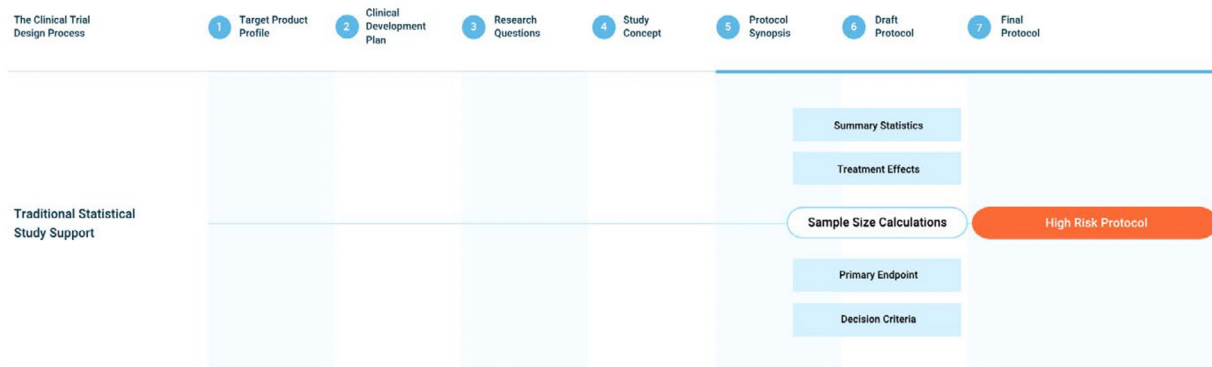 The Clinical Trial
Design Process
1
Target Product
Profile
2
Clinical
Development
Plan
3
Research
Questions
4
Study
Concept
5
Protocol
Synopsis
6
Draft
Protocol
7
Final
Protocol
Summary Statistics
Treatment Effects
Traditional Statistical
Study Support
Sample Size Calculations
High Risk Protocol
Primary Endpoint
Decision Criteria